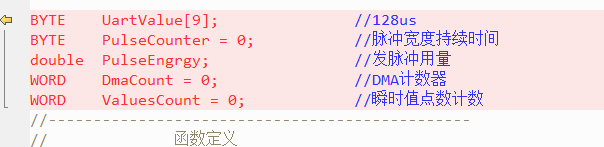 BYTE    UartValue[9];               //128us
BYTE    PulseCounter = 0;           //脉冲宽度持续时间
double  PulseEngrgy;                //发脉冲用量
WORD    DmaCount = 0;               //DMA计数器
WORD    ValuesCount = 0;            //瞬时值点数计数
//-----------------------------------------------
//              函数定义